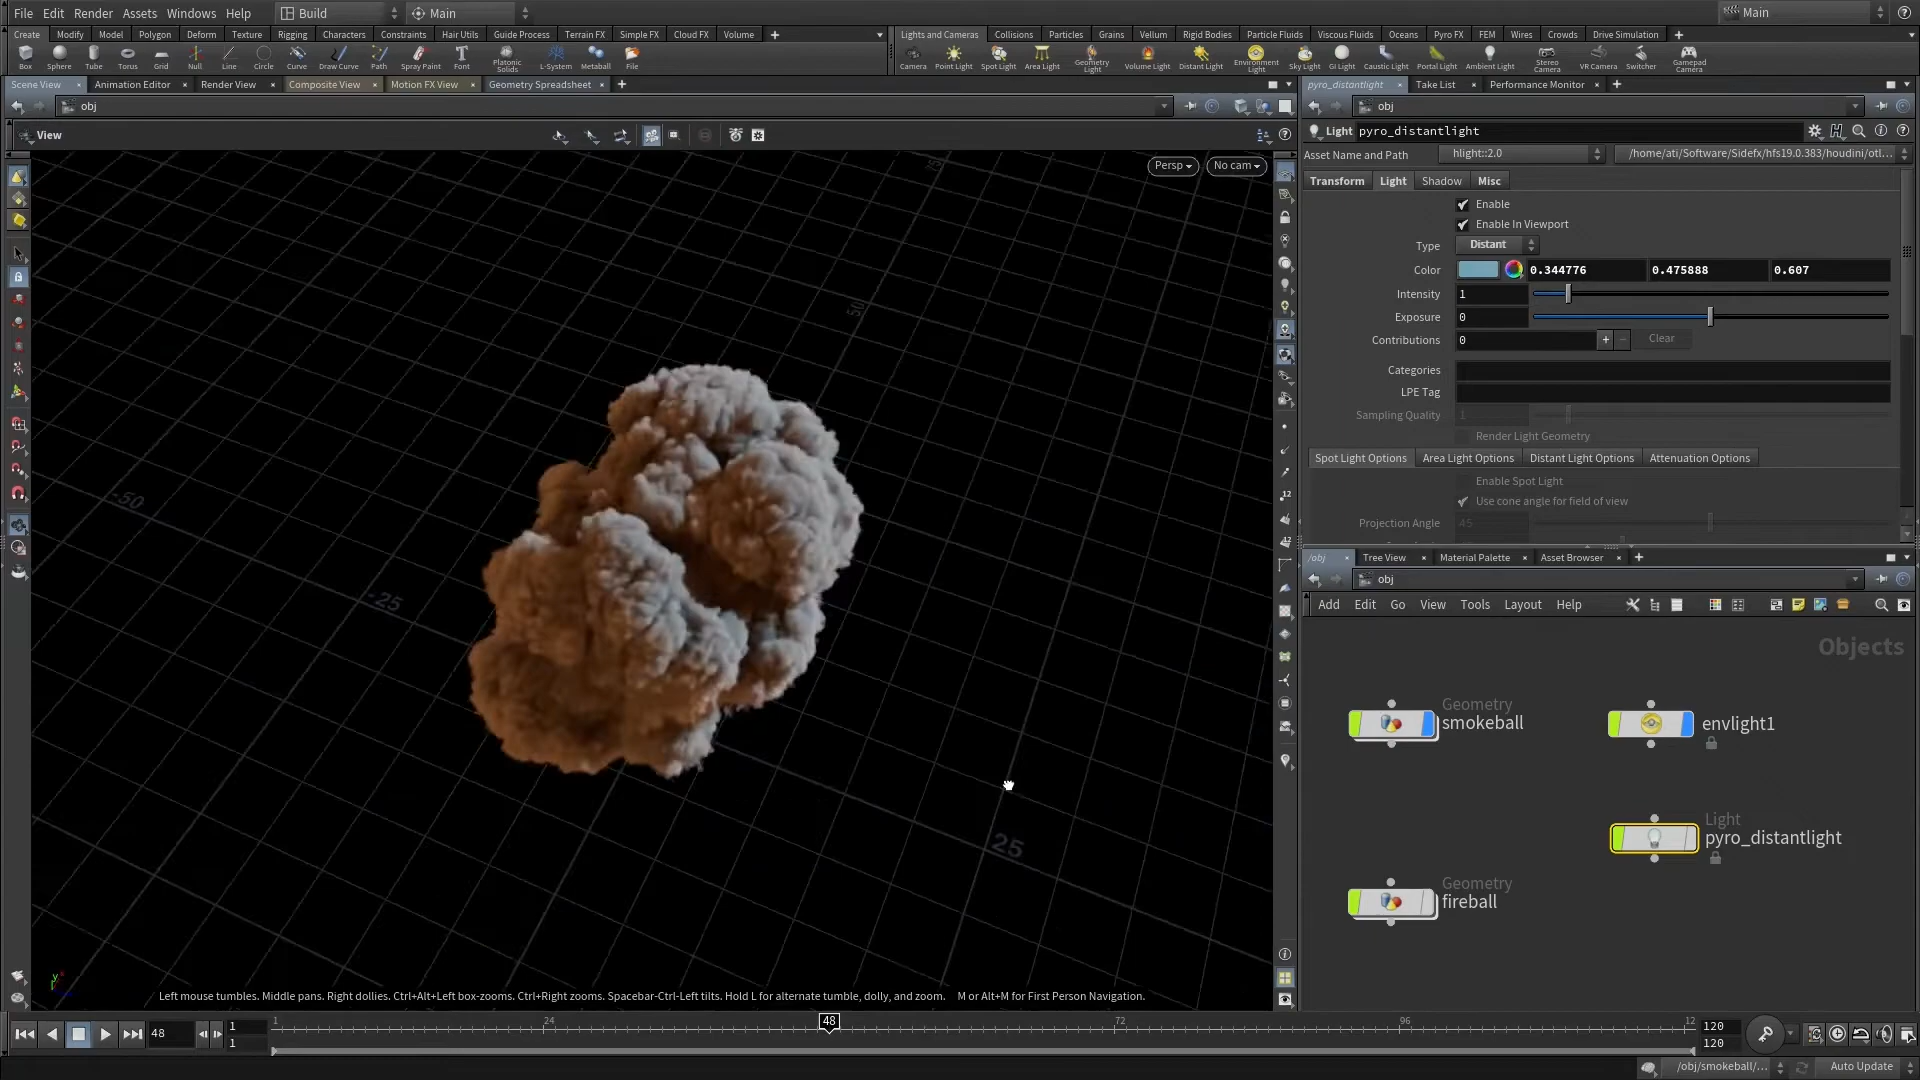 File Edit Render Assets Windows Help Build Main Main
Create Modify Model Polygon Deform Texture Rigging Characters Constraints Hair Utils Guide Process Terrain FX Simple FX Cloud FX Volume
Lights and Cameras Collisions Particles Grains Vellum Rigid Bodies Particle Fluids Viscous Fluids Oceans Pyro FX FEM Wires Crowds Drive Simulation
Box Sphere Tube Torus Grid Null Line Circle Curve Draw Curve Path Spray Paint Font Platonic Solids L-System Metaball File
Camera Point Light Spot Light Area Light Geometry Light Volume Light Distant Light Environment Light Sky Light GI Light Caustic Light Portal Light Ambient Light Stereo Camera VR Camera Switcher Gamepad Camera
Scene View Animation Editor Render View Composite View Motion FX View Geometry Spreadsheet
obj
View
Persp No cam
50
-50
-25
25
Left mouse tumbles. Middle pans. Right dollies. Ctrl+Alt+Left box-zooms. Ctrl+Right zooms. Spacebar-Ctrl-Left tilts. Hold L for alternate tumble, dolly, and zoom. M or Alt+M for First Person Navigation.
pyro_distantlight Take List Performance Monitor
obj
Light pyro_distantlight
Asset Name and Path hlight::2.0 /home/ati/Software/Sidefx/hfs19.0.383/houdini/otl...
Transform Light Shadow Misc
Enable
Enable In Viewport
Type Distant
Color 0.344776 0.475888 0.607
Intensity 1
Exposure 0
Contributions 0 + - Clear
Categories
LPE Tag
Sampling Quality 1
Render Light Geometry
Spot Light Options Area Light Options Distant Light Options Attenuation Options
Enable Spot Light
Use cone angle for field of view
Projection Angle 45
/obj Tree View Material Palette Asset Browser
obj
Add Edit Go View Tools Layout Help
Objects
Geometry
smokeball
envlight1
Light
pyro_distantlight
Geometry
fireball
48 1 1 1 24 48 72 96 12 120 120
/obj/smokeball/... Auto Update